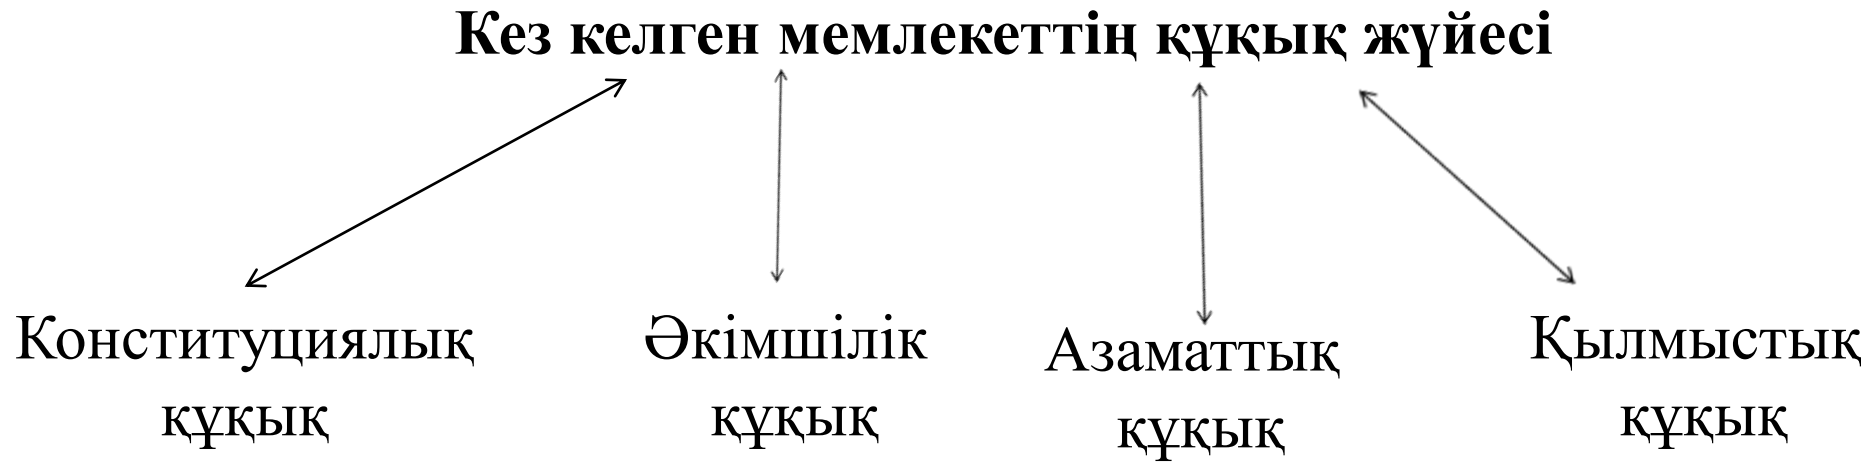 Кез келген мемлекеттің құқық жүйесі
Конституциялық
құқық
Әкімшілік
құқық
Азаматтық
құқық
Қылмыстық
құқық